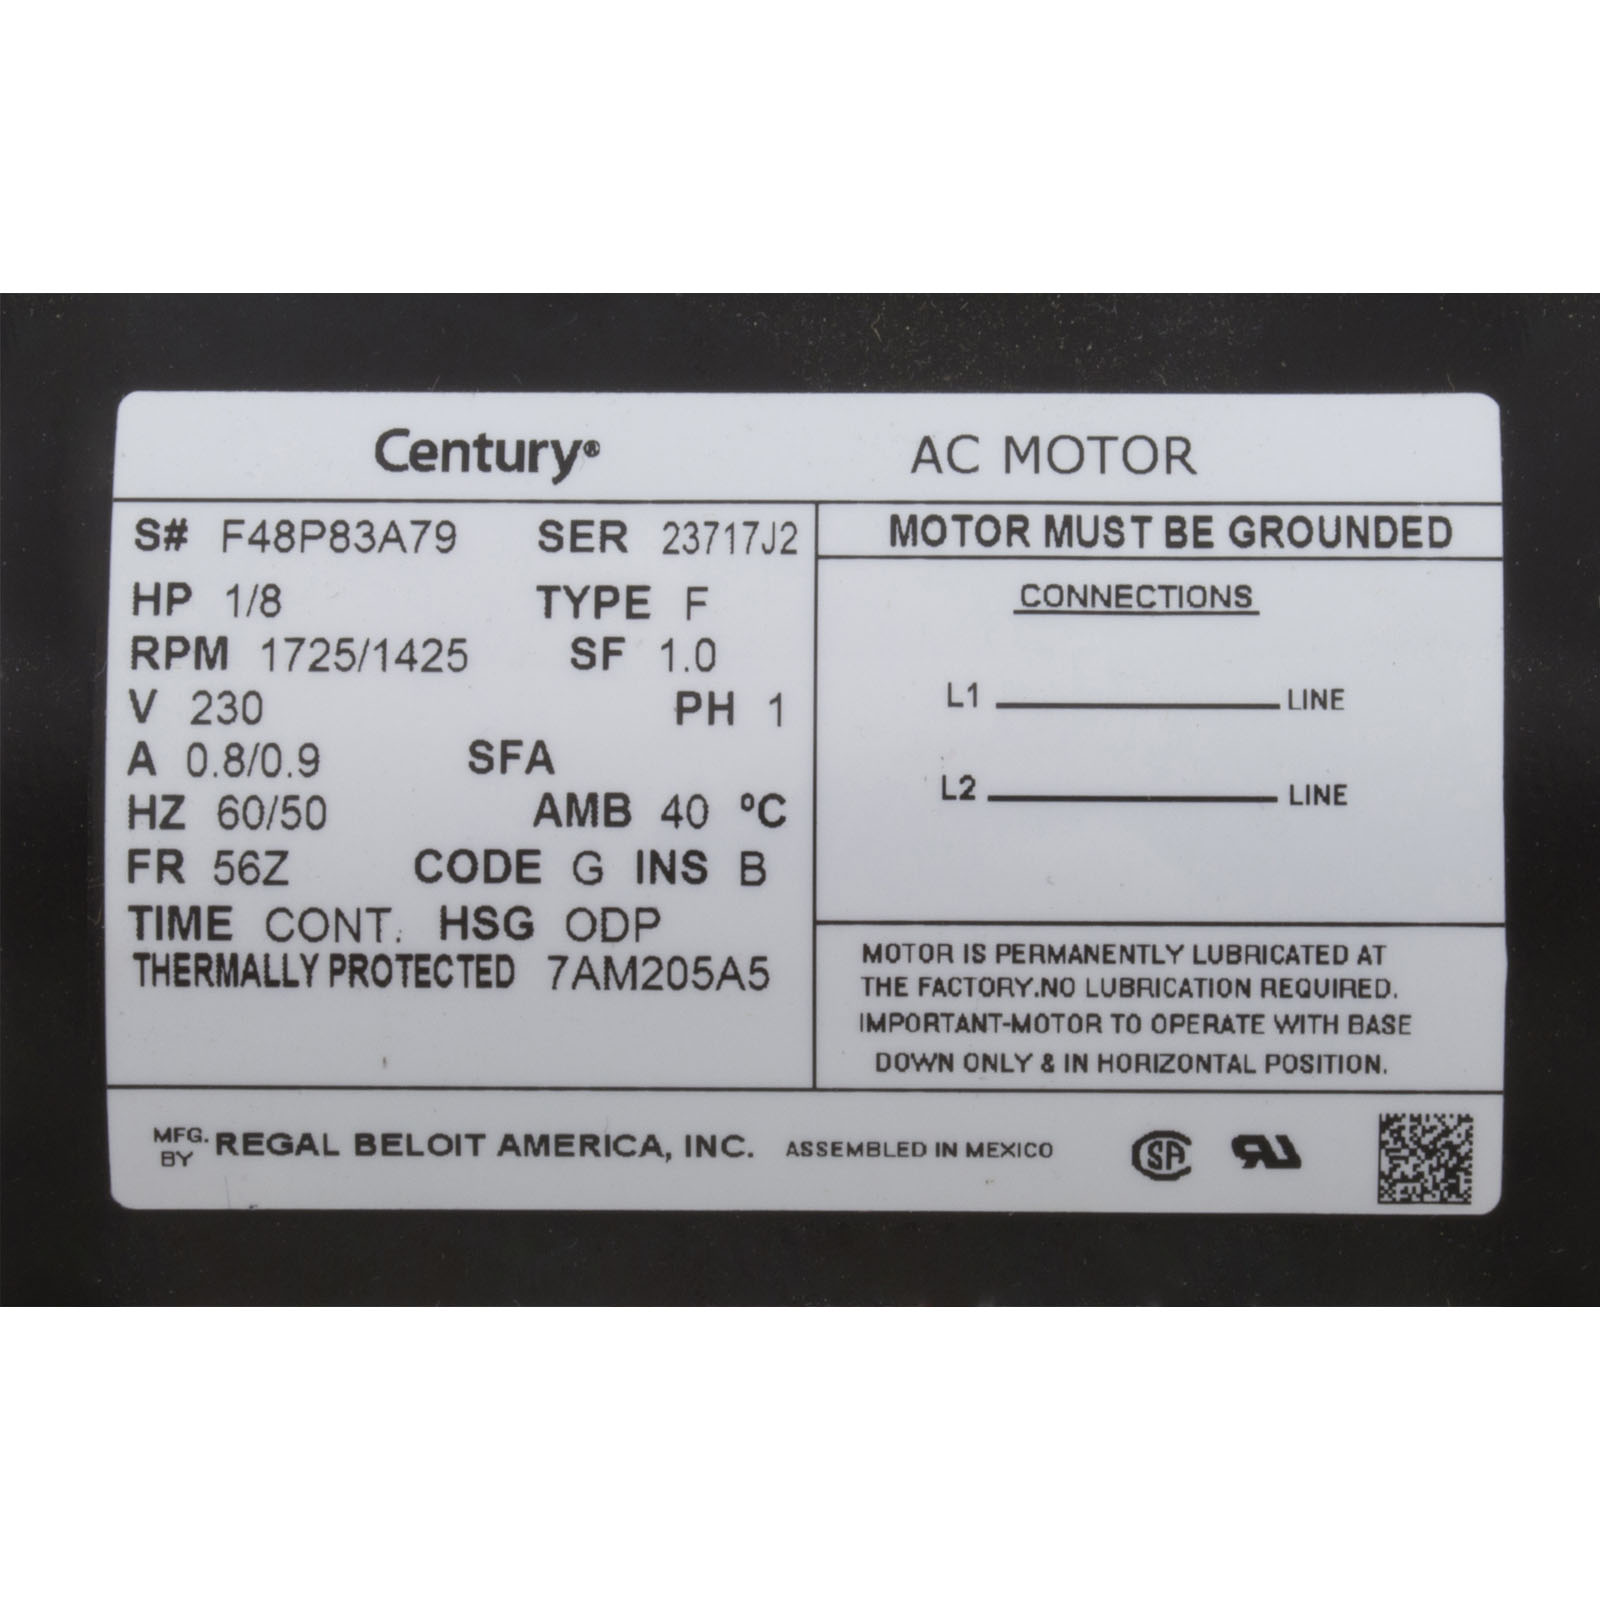 Century®
AC MOTOR
S# F48P83A79 SER 23717J2
HP 1/8 TYPE F
RPM 1725/1425 SF 1.0
V 230 PH 1
A 0.8/0.9 SFA
HZ 60/50 AMB 40 ºC
FR 56Z CODE G INS B
TIME CONT. HSG ODP
THERMALLY PROTECTED 7AM205A5
MOTOR MUST BE GROUNDED
CONNECTIONS
L1 LINE
L2 LINE
MOTOR IS PERMANENTLY LUBRICATED AT
THE FACTORY.NO LUBRICATION REQUIRED.
IMPORTANT-MOTOR TO OPERATE WITH BASE
DOWN ONLY & IN HORIZONTAL POSITION.
MFG. BY REGAL BELOIT AMERICA, INC. ASSEMBLED IN MEXICO
SA RU